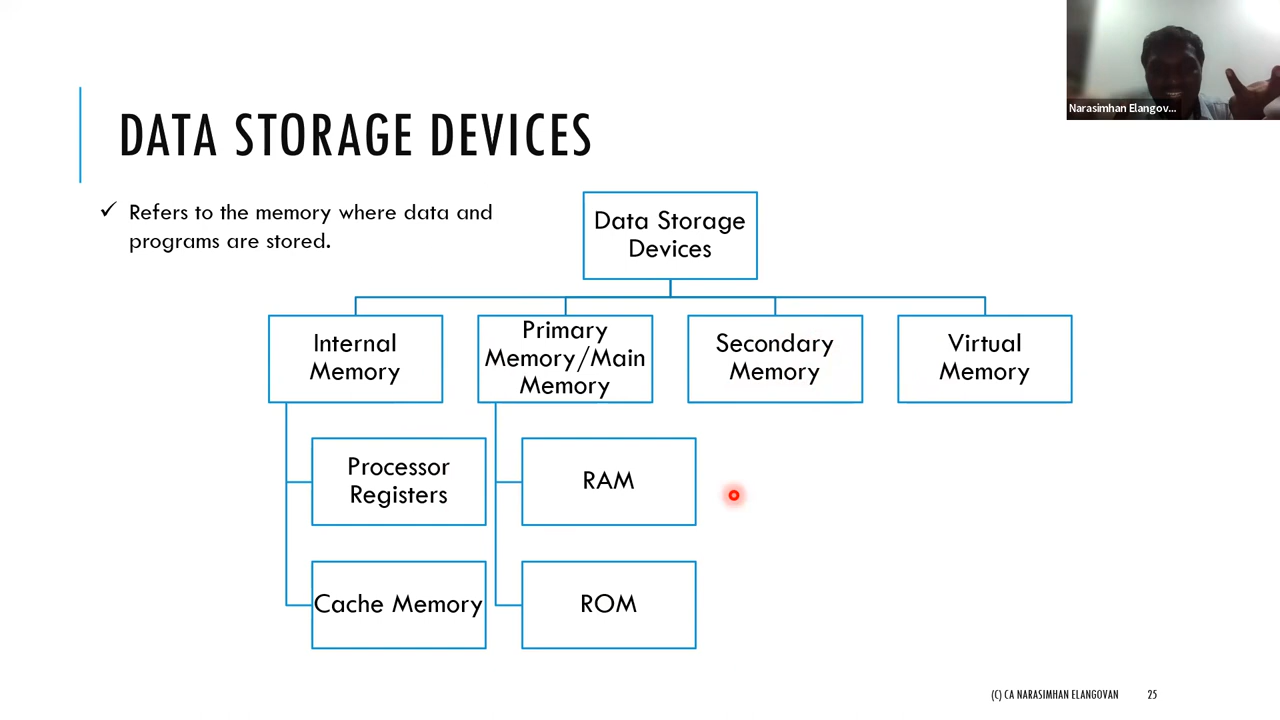 Narasimhan Elangov...
DATA STORAGE DEVICES
✓ Refers to the memory where data and
programs are stored.
Data Storage
Devices
Internal
Memory
Primary
Memory/Main
Memory
Secondary
Memory
Virtual
Memory
Processor
Registers
RAM
Cache Memory
ROM
(C) CA NARASIMHAN ELANGOVAN
25